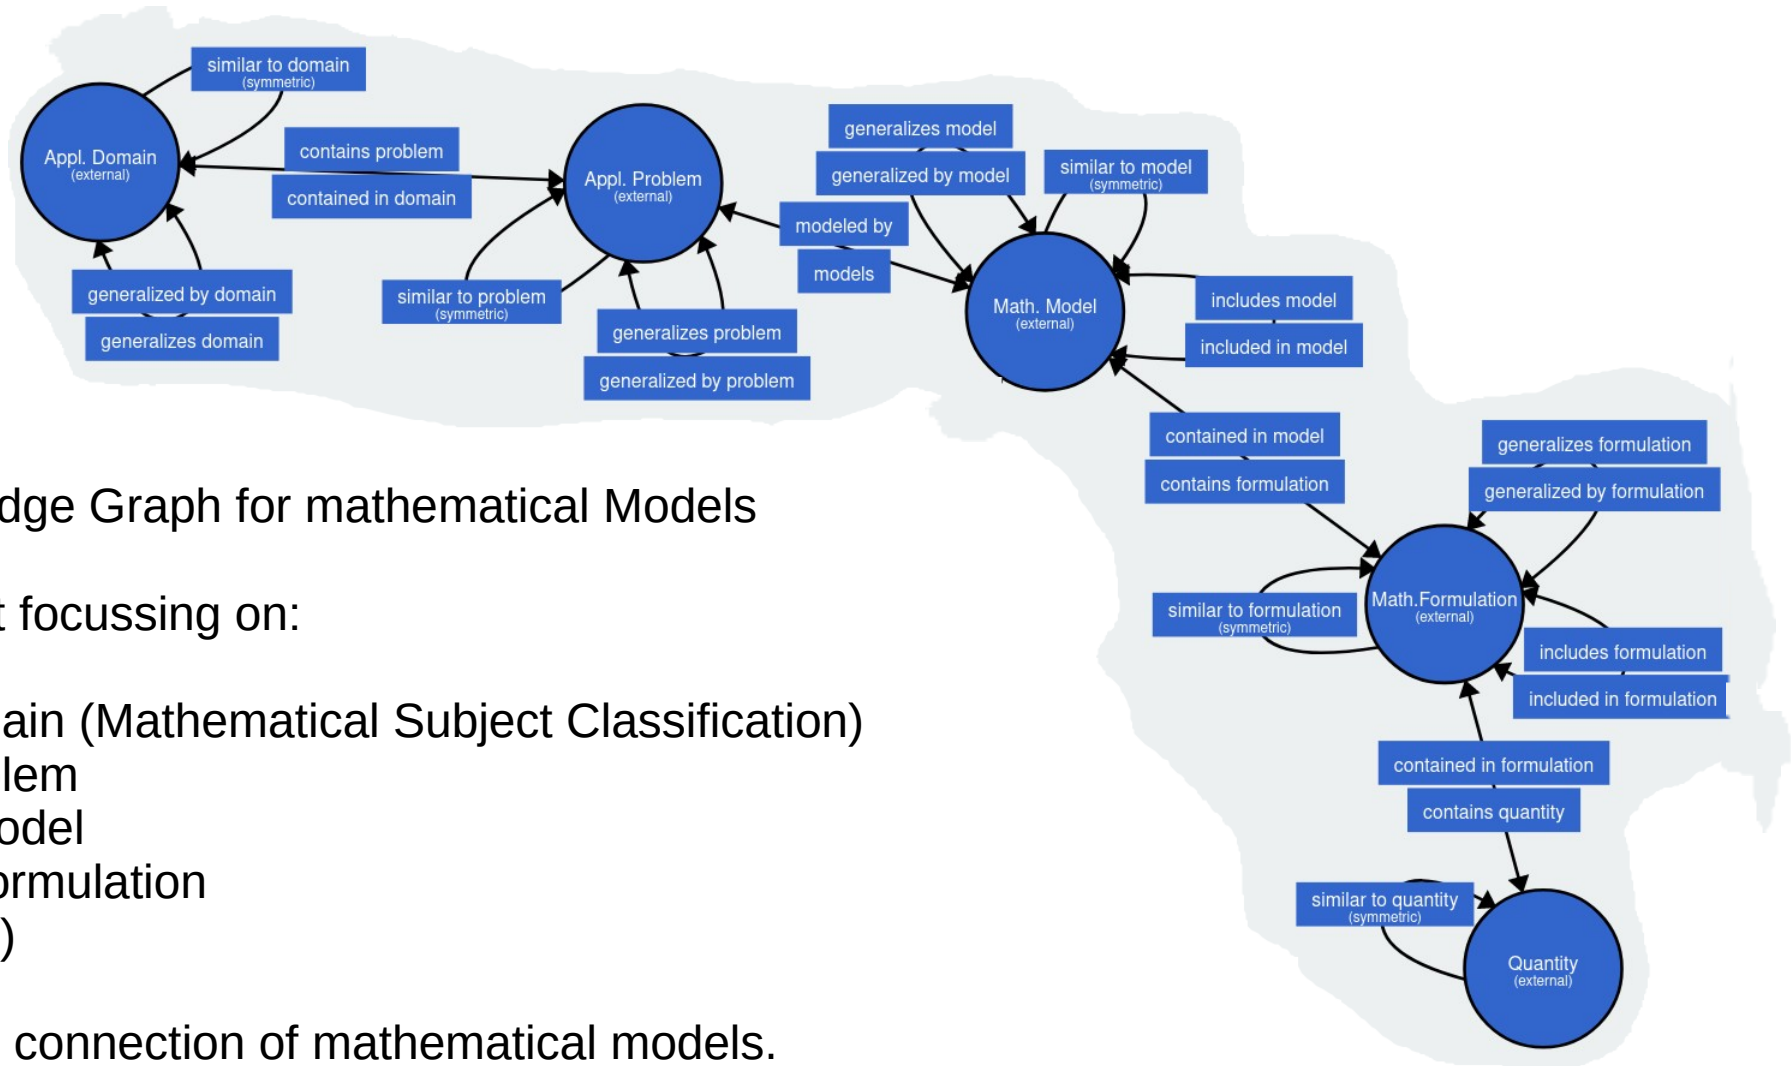 similar to domain
(symmetric)
Appl. Domain
(external)
contains problem
contained in domain
generalized by domain
generalizes domain
Appl. Problem
(external)
similar to problem
(symmetric)
generalizes problem
generalized by problem
modeled by
models
generalizes model
generalized by model
similar to model
(symmetric)
Math. Model
(external)
includes model
included in model
contained in model
contains formulation
generalizes formulation
generalized by formulation
similar to formulation
(symmetric)
Math.Formulation
(external)
includes formulation
included in formulation
contained in formulation
contains quantity
similar to quantity
(symmetric)
Quantity
(external)
dge Graph for mathematical Models
t focussing on:
ain (Mathematical Subject Classification)
lem
odel
ormulation
)
connection of mathematical models.